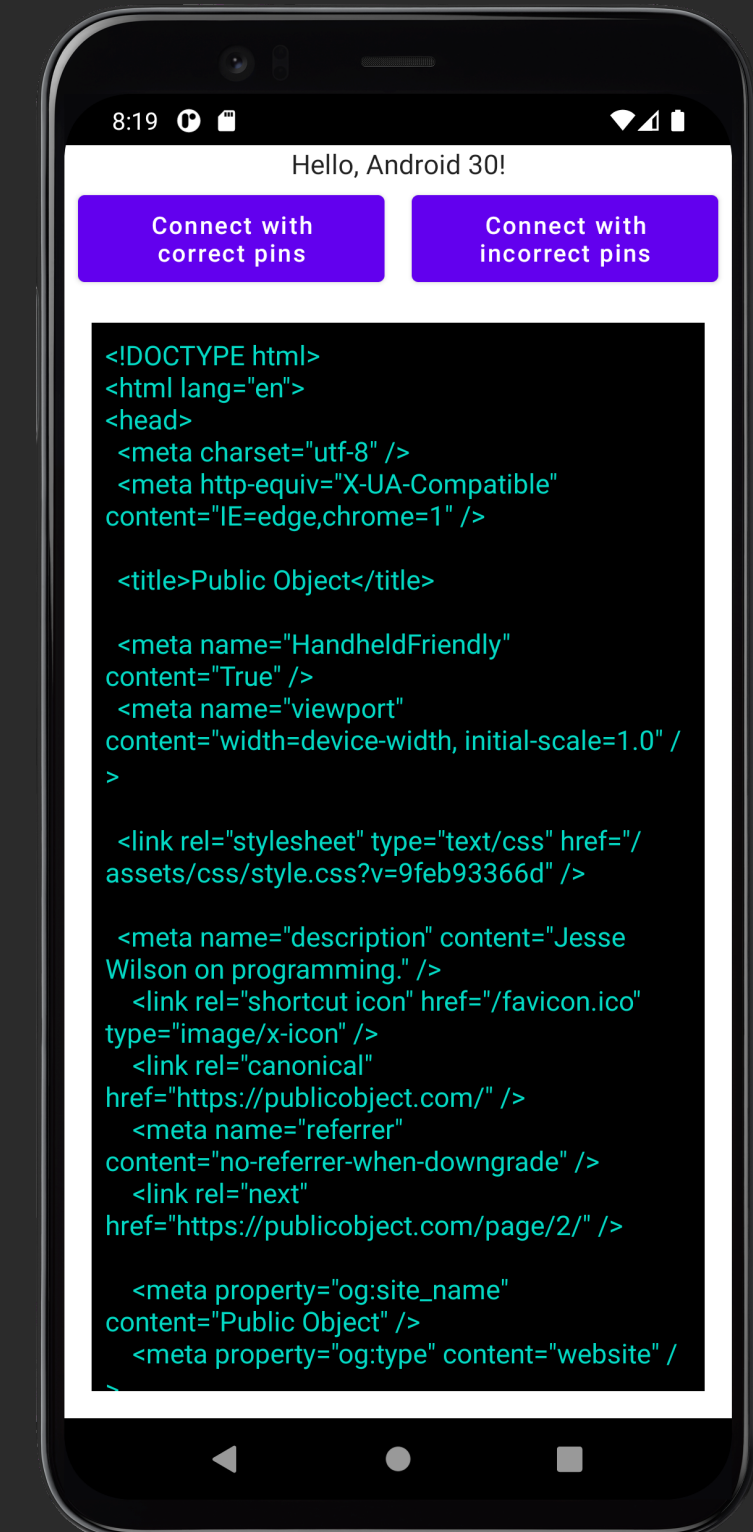 8:19
Hello, Android 30!
Connect with
correct pins
Connect with
incorrect pins
<!DOCTYPE html>
<html lang="en">
<head>
<meta charset="utf-8" />
<meta http-equiv="X-UA-Compatible"
content="IE=edge,chrome=1" />
<title>Public Object</title>
<meta name="HandheldFriendly"
content="True" />
<meta name="viewport"
content="width=device-width, initial-scale=1.0" /
>
<link rel="stylesheet" type="text/css" href="/
assets/css/style.css?v=9feb93366d" />
<meta name="description" content="Jesse
Wilson on programming." />
<link rel="shortcut icon" href="/favicon.ico"
type="image/x-icon" />
<link rel="canonical"
href="https://publicobject.com/" />
<meta name="referrer"
content="no-referrer-when-downgrade" />
<link rel="next"
href="https://publicobject.com/page/2/" />
<meta property="og:site_name"
content="Public Object" />
<meta property="og:type" content="website" /
>